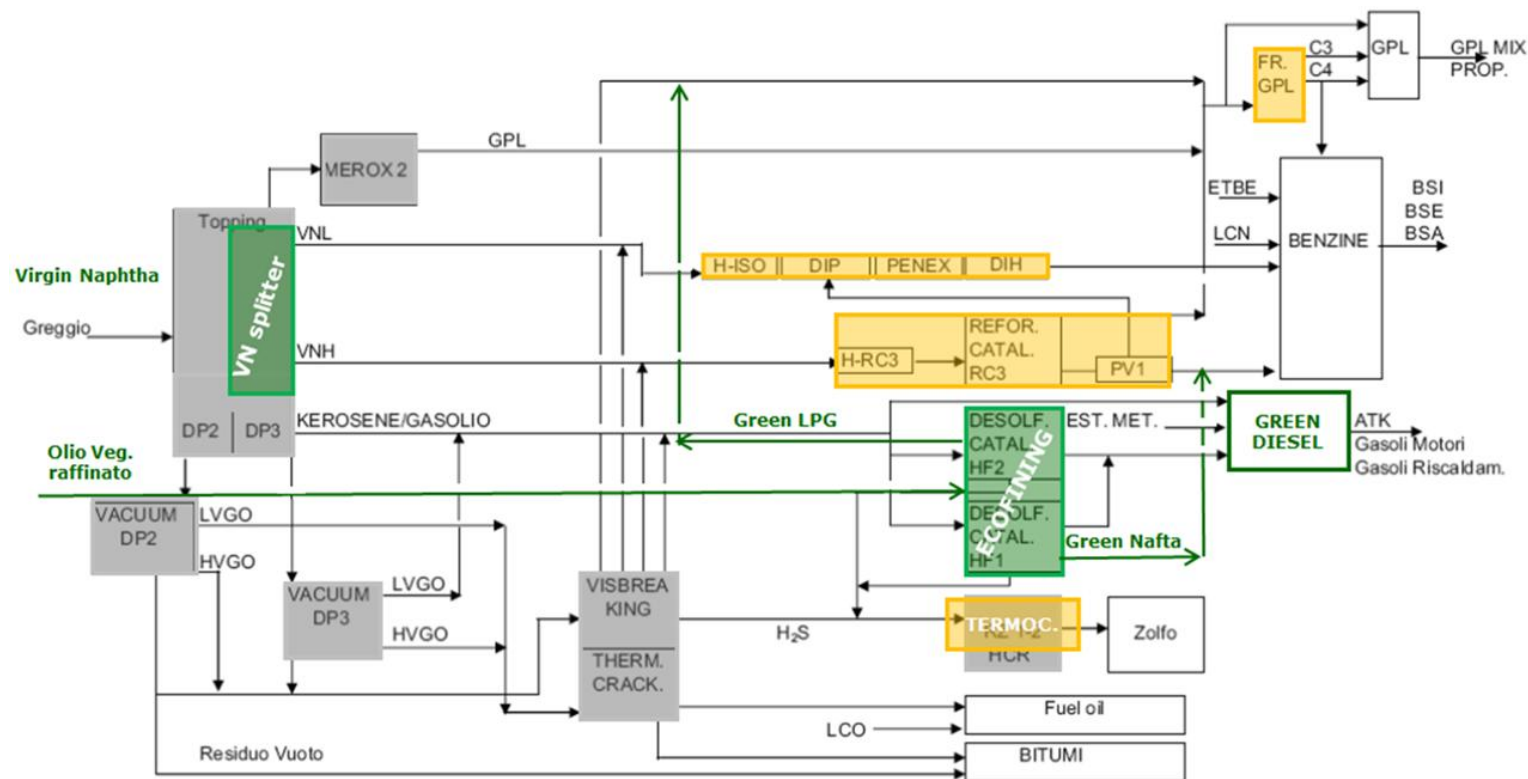 C3
GPL
GPL MIX
FR.
GPL
C4
PROP.
GPL
MEROX 2
ETBE
BSI
BSE
BSA
Topping
VNL
LCN
BENZINE
Virgin Naphtha
VN splitter
H-ISO
DIP
PENEX
DIH
Greggio
REFOR.
CATAL.
RC3
VNH
H-RC3
PV1
DP2
DP3
KEROSENE/GASOLIO
Green LPG
DESOLF.
CATAL.
HF2
EST. MET.
GREEN
DIESEL
ATK
Gasoli Motori
Gasoli Riscaldam.
Olio Veg.
raffinato
ECOFINING
VACUUM
DP2
LVGO
DESOLF.
CATAL.
HF1
Green Nafta
HVGO
VACUUM
DP3
LVGO
HVGO
VISBREA
KING
THERM.
CRACK.
H₂S
TERMOC.
HCR
Zolfo
Fuel oil
LCO
Residuo Vuoto
BITUMI